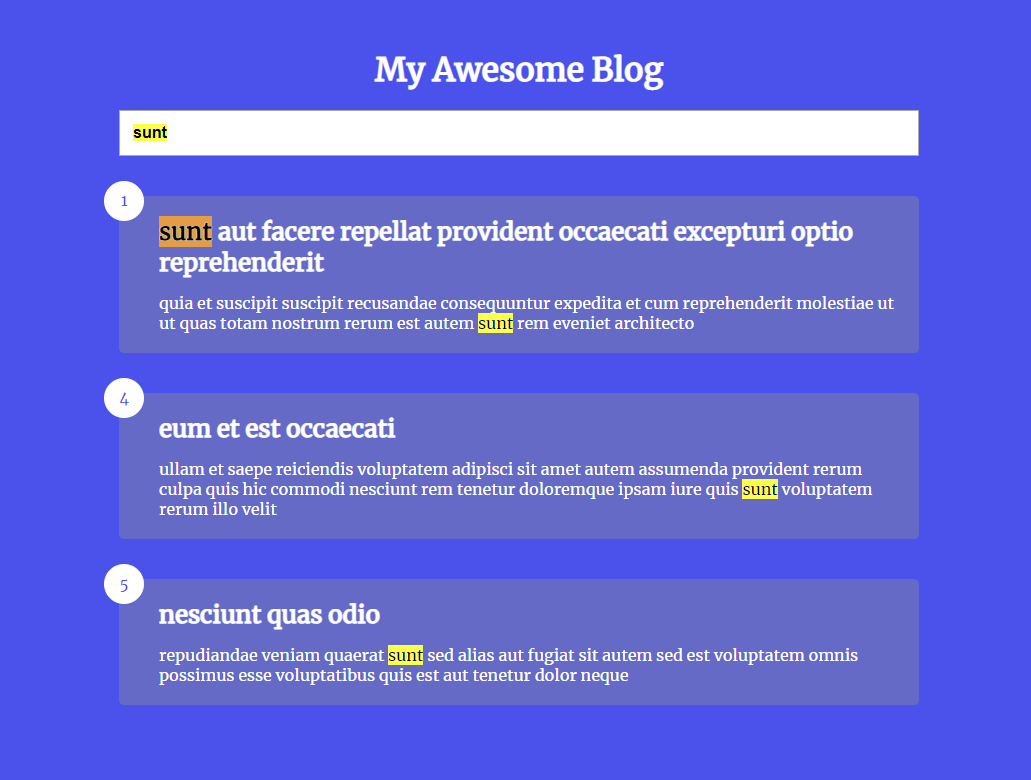 My Awesome Blog
sunt
1
sunt aut facere repellat provident occaecati excepturi optio
reprehenderit
quia et suscipit suscipit recusandae consequuntur expedita et cum reprehenderit molestiae ut
ut quas totam nostrum rerum est autem sunt rem eveniet architecto
4
eum et est occaecati
ullam et saepe reiciendis voluptatem adipisci sit amet autem assumenda provident rerum
culpa quis hic commodi nesciunt rem tenetur doloremque ipsam iure quis sunt voluptatem
rerum illo velit
5
nesciunt quas odio
repudiandae veniam quaerat sunt sed alias aut fugiat sit autem sed est voluptatem omnis
possimus esse voluptatibus quis est aut tenetur dolor neque